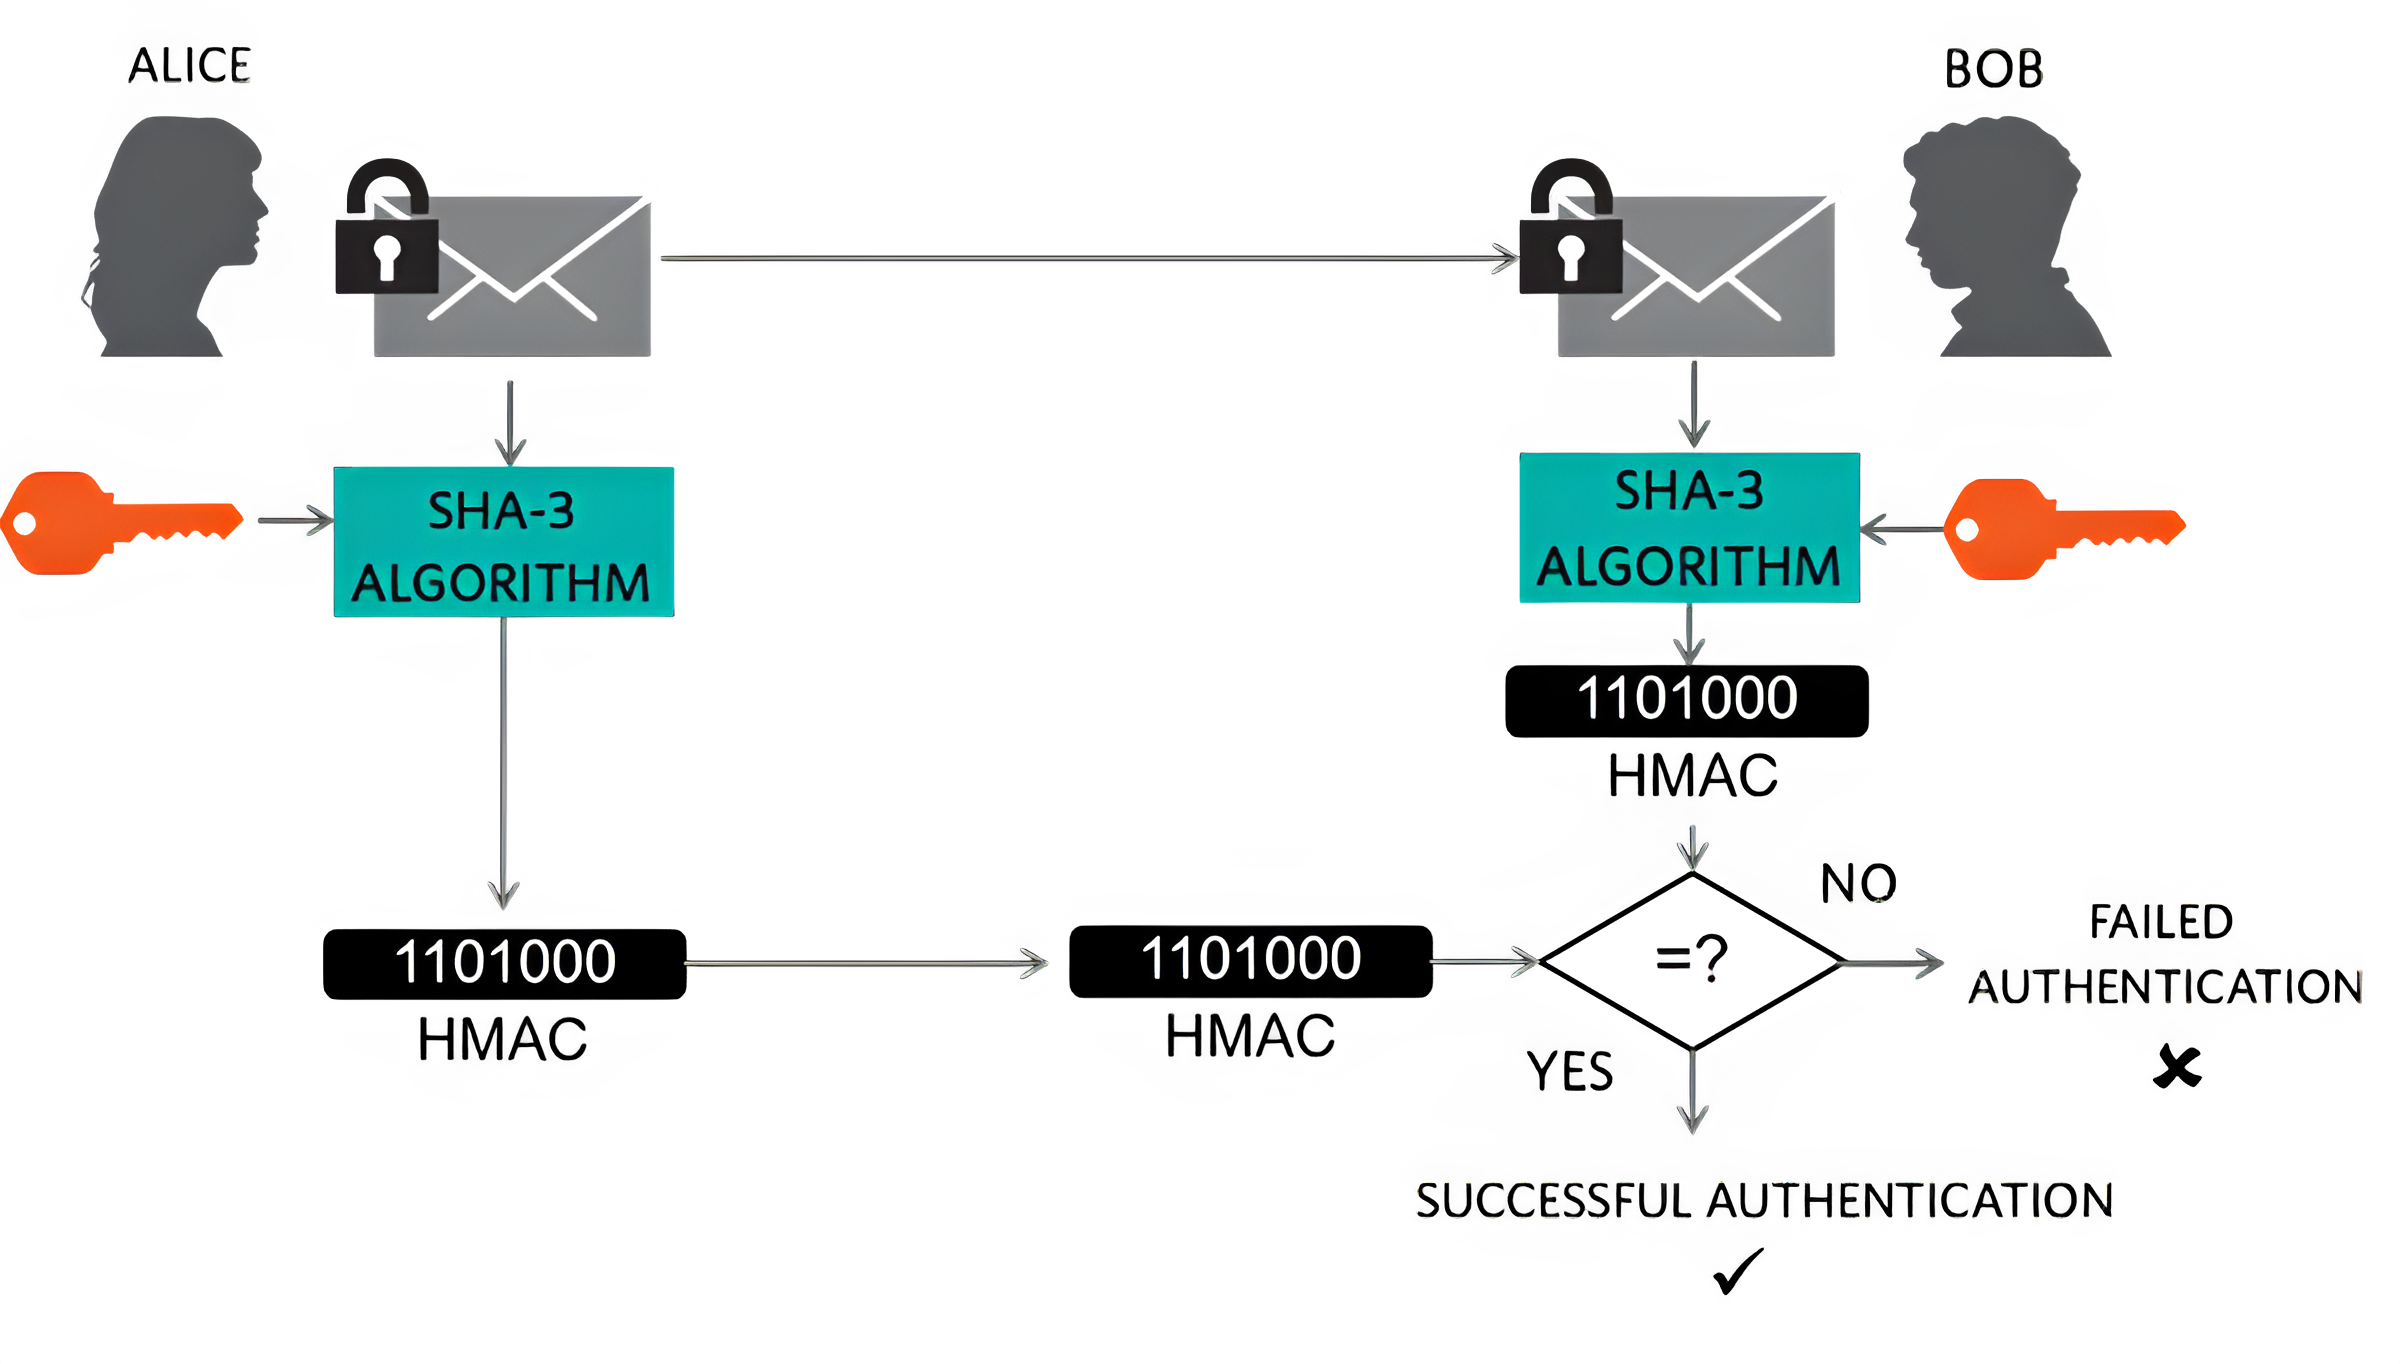 ALICE
BOB
SHA-3
ALGORITHM
SHA-3
ALGORITHM
1101000
HMAC
1101000
HMAC
1101000
HMAC
=?
NO
YES
FAILED
AUTHENTICATION
SUCCESSFUL AUTHENTICATION